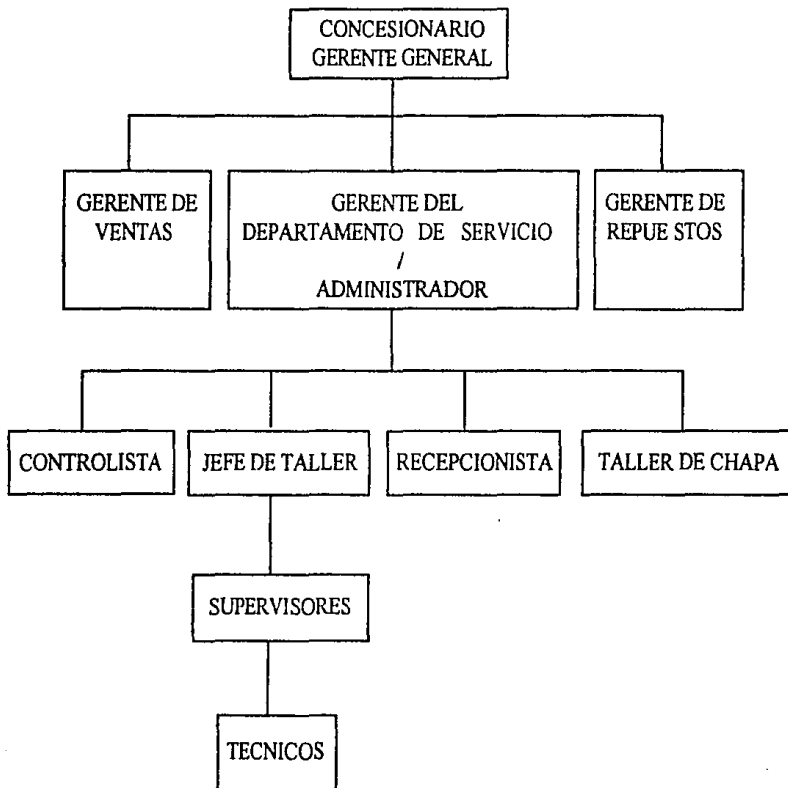 CONCESIONARIO
GERENTE GENERAL
GERENTE DE
VENTAS
GERENTE DEL
DEPARTAMENTO DE SERVICIO
/
ADMINISTRADOR
GERENTE DE
REPUE STOS
CONTROLISTA
JEFE DE TALLER
RECEPCIONISTA
TALLER DE CHAPA
SUPERVISORES
TECNICOS